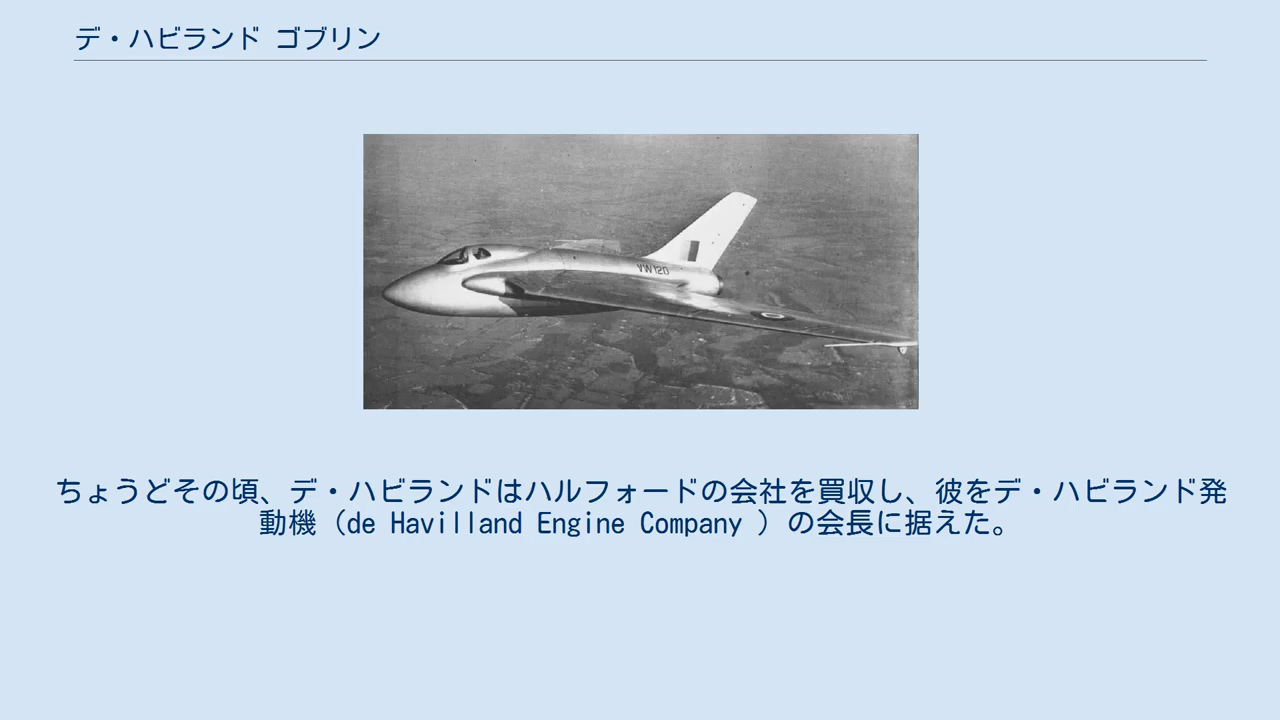 デ・ハビランド ゴブリン
VW120
ちょうどその頃、デ・ハビランドはハルフォードの会社を買収し、彼をデ・ハビランド発
動機（de Havilland Engine Company ）の会長に据えた。